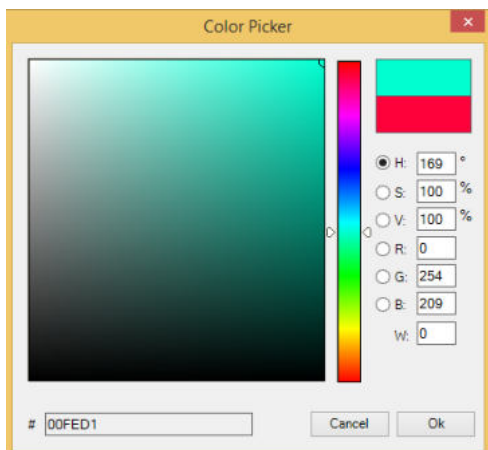 Color Picker
H: 169 °
S: 100 %
V: 100 %
R: 0
G: 254
B: 209
W: 0
# 00FED1 Cancel Ok